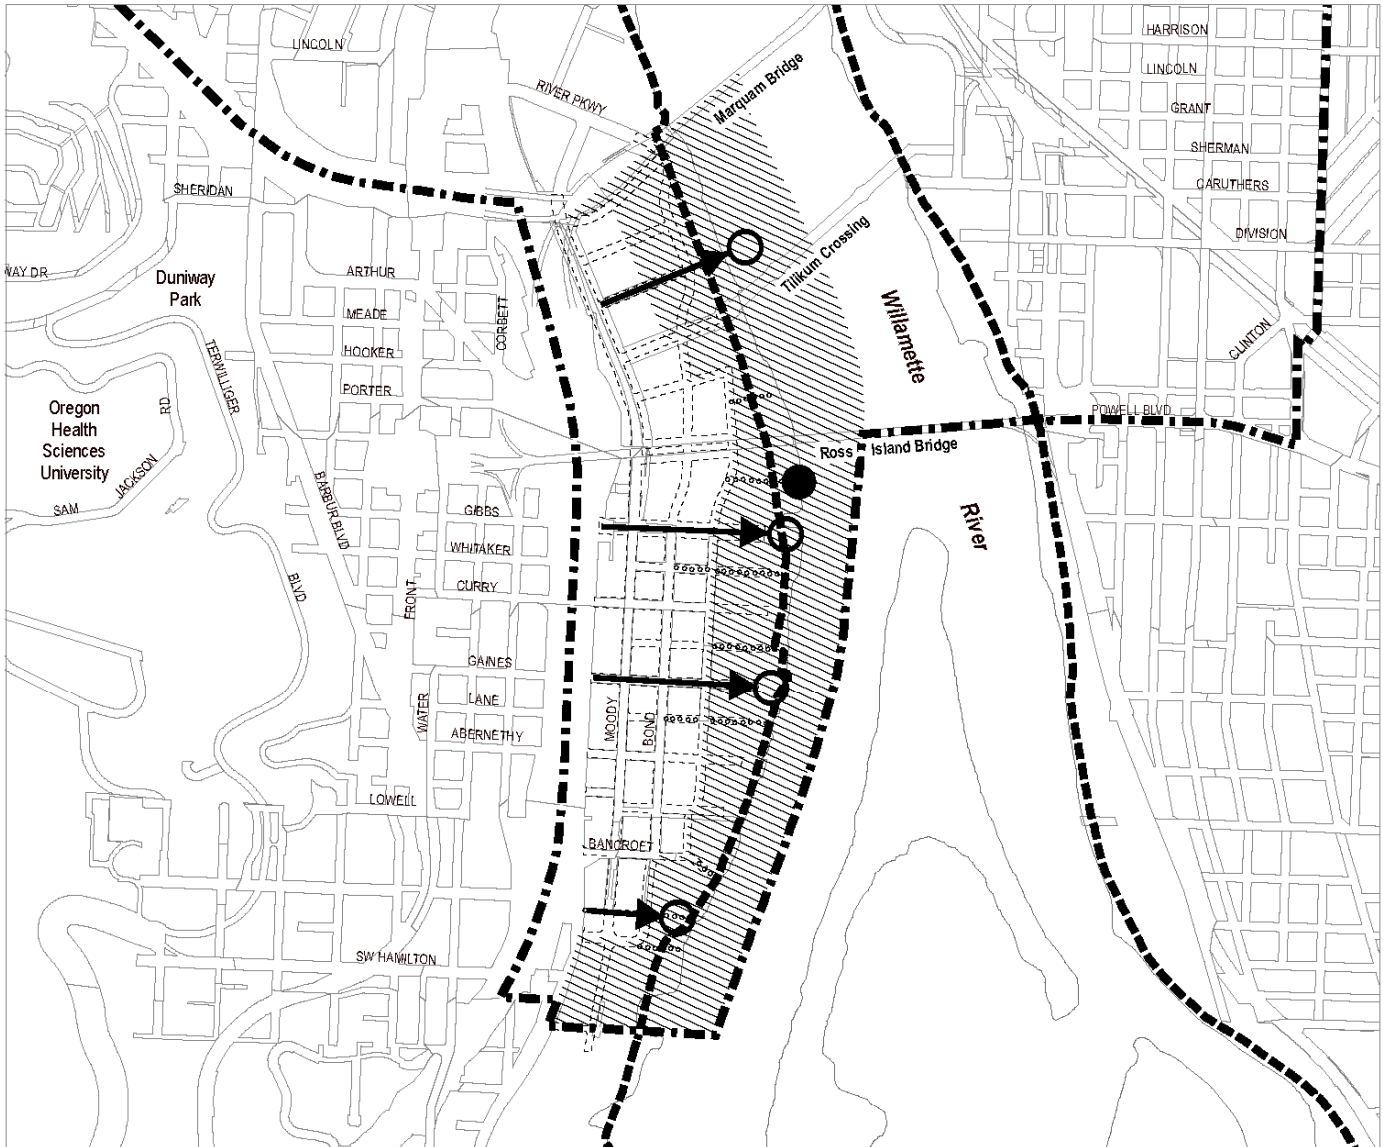 LINCOLN
HARRISON
LINCOLN
Marquam Bridge
RIVER PKWY
GRANT
SHERMAN
SHERIDAN
CARUTHERS
DIVISION
Tilikum Crossing
WAY DR
ARTHUR
Duniway
Park
MEADE
CORBETT
Willamette
HOOKER
CLINTON
TERWILLIGER
PORTER
RD
Oregon
Health
Sciences
University
POWELL BLVD
Ross Island Bridge
JACKSON
SAM
BARBUR BLVD
GIBBS
River
WHITAKER
CURRY
BLVD
FRONT
GAINES
LANE
WATER
MOODY
BOND
ABERNETHY
LOWELL
BANCROFT
SW HAMILTON